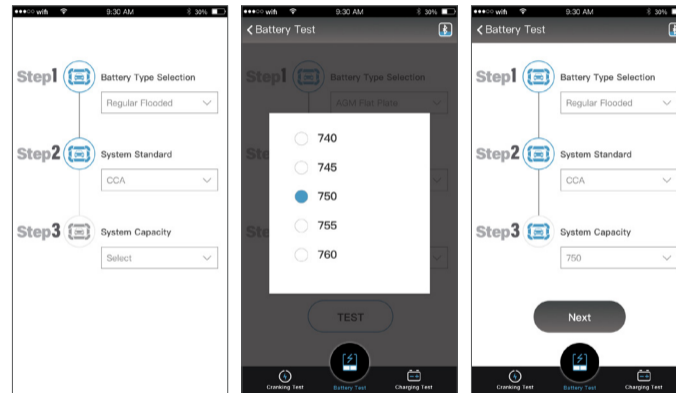 wifi 9:30 AM 30%
Step1 Battery Type Selection
Regular Flooded
Step2 System Standard
CCA
Step3 System Capacity
Select
wifi 9:30 AM 30%
Battery Test
Step1 Battery Type Selection
AGM Flat Plate
740
745
750
755
760
Ste
Ste
TEST
Cranking Test Battery Test Charging Test
wifi 9:30 AM 30%
Battery Test
Step1 Battery Type Selection
Regular Flooded
Step2 System Standard
CCA
Step3 System Capacity
750
Next
Cranking Test Battery Test Charging Test